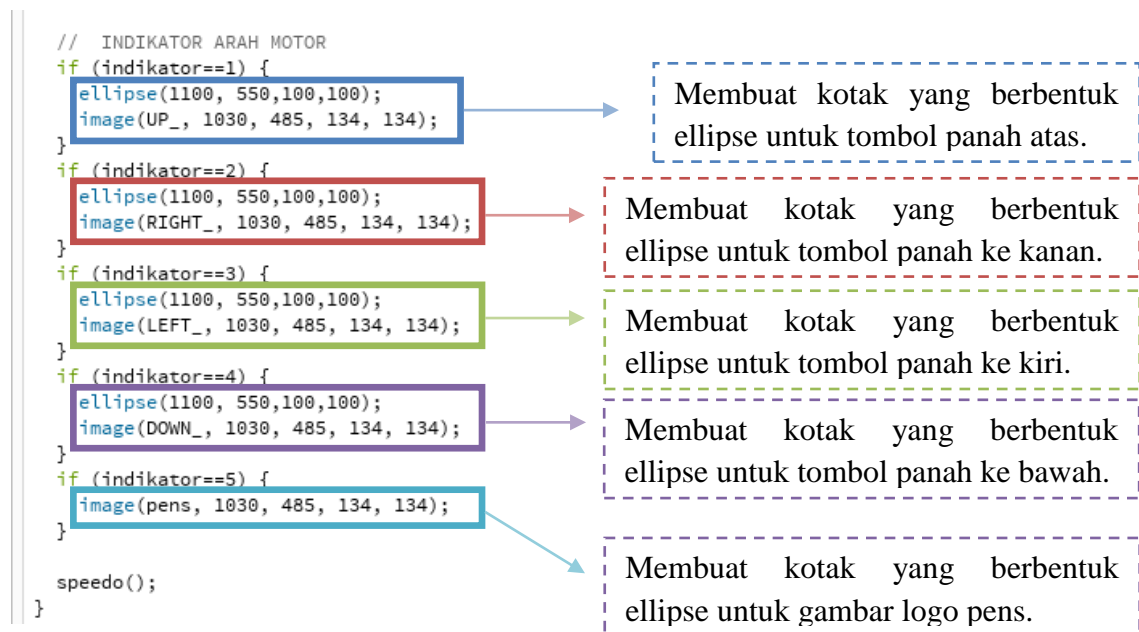 //  INDIKATOR ARAH MOTOR
if (indikator==1) {
ellipse(1100, 550,100,100);
image(UP_, 1030, 485, 134, 134);
}
if (indikator==2) {
ellipse(1100, 550,100,100);
image(RIGHT_, 1030, 485, 134, 134);
}
if (indikator==3) {
ellipse(1100, 550,100,100);
image(LEFT_, 1030, 485, 134, 134);
}
if (indikator==4) {
ellipse(1100, 550,100,100);
image(DOWN_, 1030, 485, 134, 134);
}
if (indikator==5) {
image(pens, 1030, 485, 134, 134);
}
speedo();
}
Membuat kotak yang berbentuk
ellipse untuk tombol panah atas.
Membuat kotak yang berbentuk
ellipse untuk tombol panah ke kanan.
Membuat kotak yang berbentuk
ellipse untuk tombol panah ke kiri.
Membuat kotak yang berbentuk
ellipse untuk tombol panah ke bawah.
Membuat kotak yang berbentuk
ellipse untuk gambar logo pens.